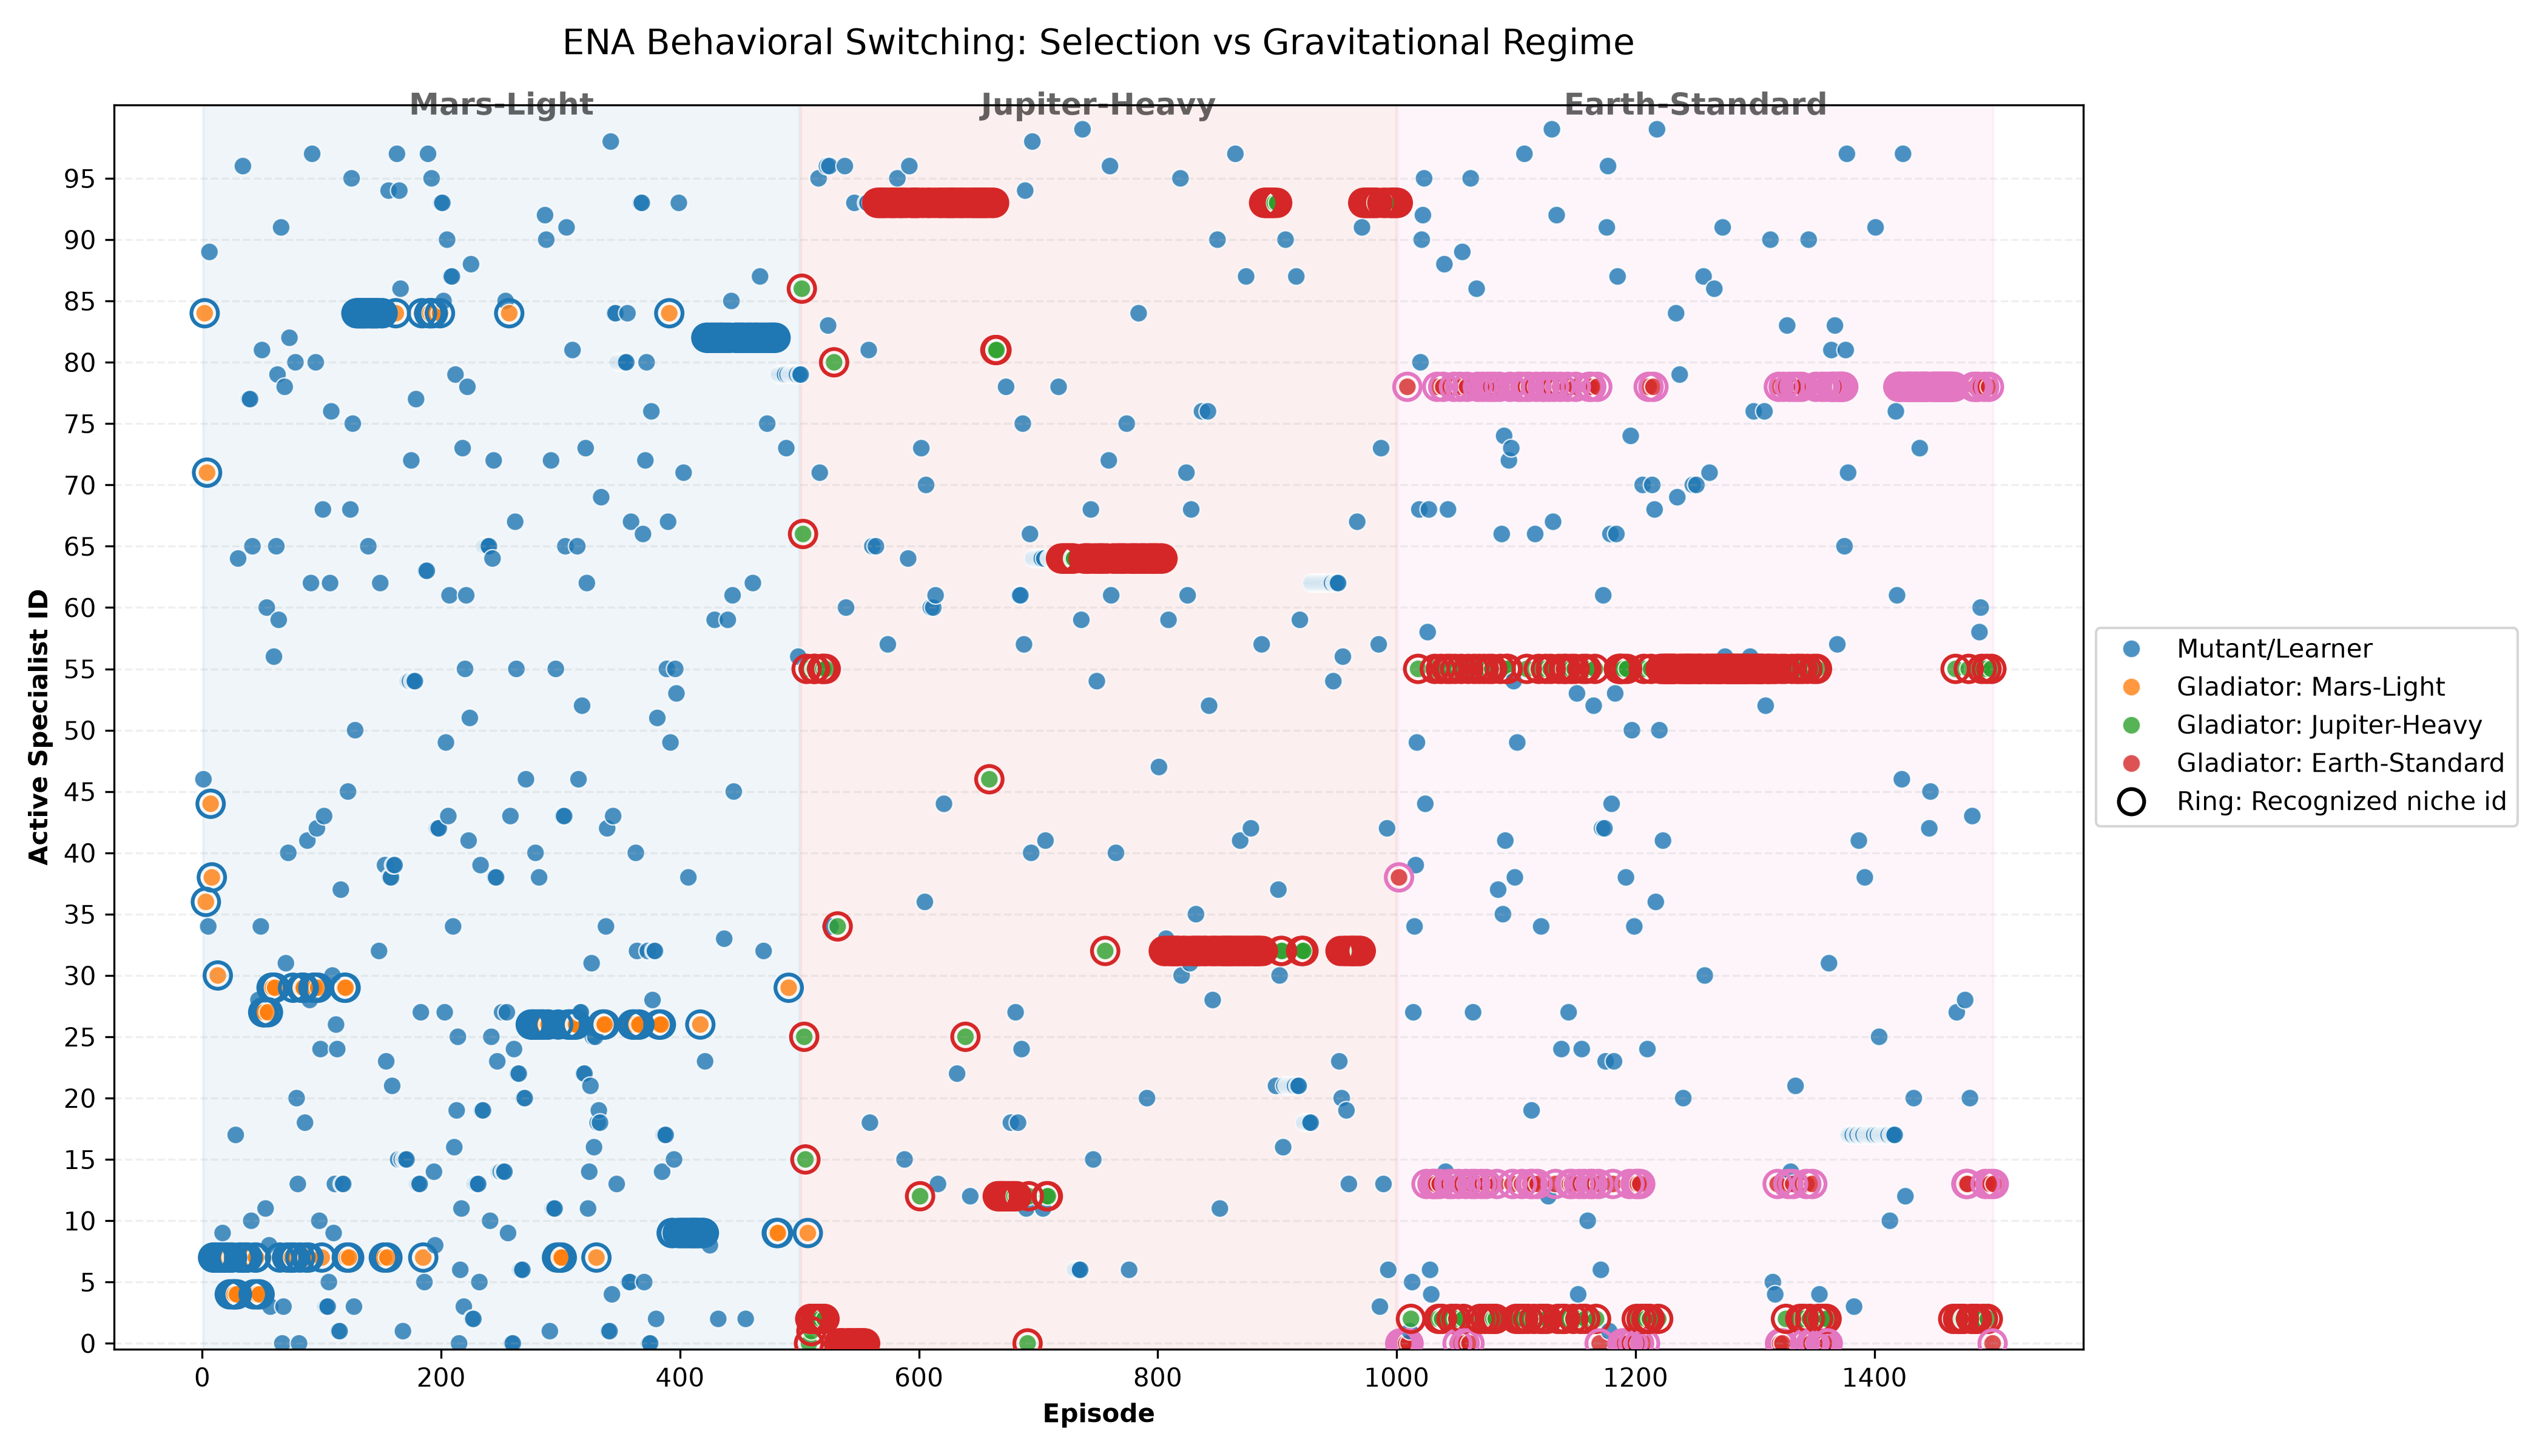 ENA Behavioral Switching: Selection vs Gravitational Regime
Mars-Light
Jupiter-Heavy
Earth-Standard
Active Specialist ID
95
90
85
80
75
70
65
60
55
50
45
40
35
30
25
20
15
10
5
0
0
200
400
600
800
1000
1200
1400
Episode
Mutant/Learner
Gladiator: Mars-Light
Gladiator: Jupiter-Heavy
Gladiator: Earth-Standard
Ring: Recognized niche id